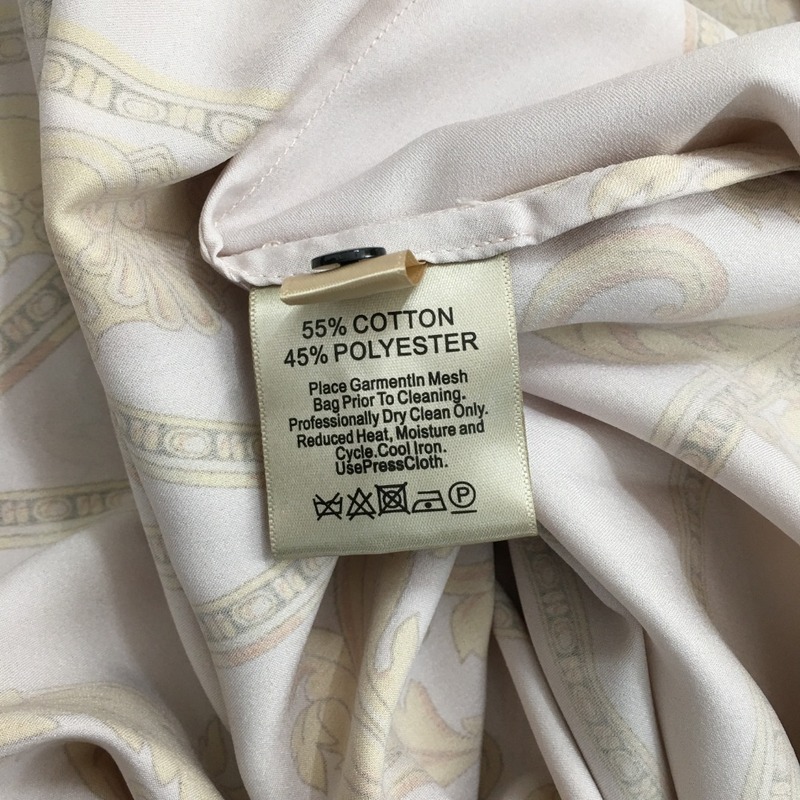 55% COTTON
45% POLYESTER
Place GarmentIn Mesh
Bag Prior To Cleaning.
Professionally Dry Clean Only.
Reduced Heat, Moisture and
Cycle.Cool Iron.
UsePressCloth.
P